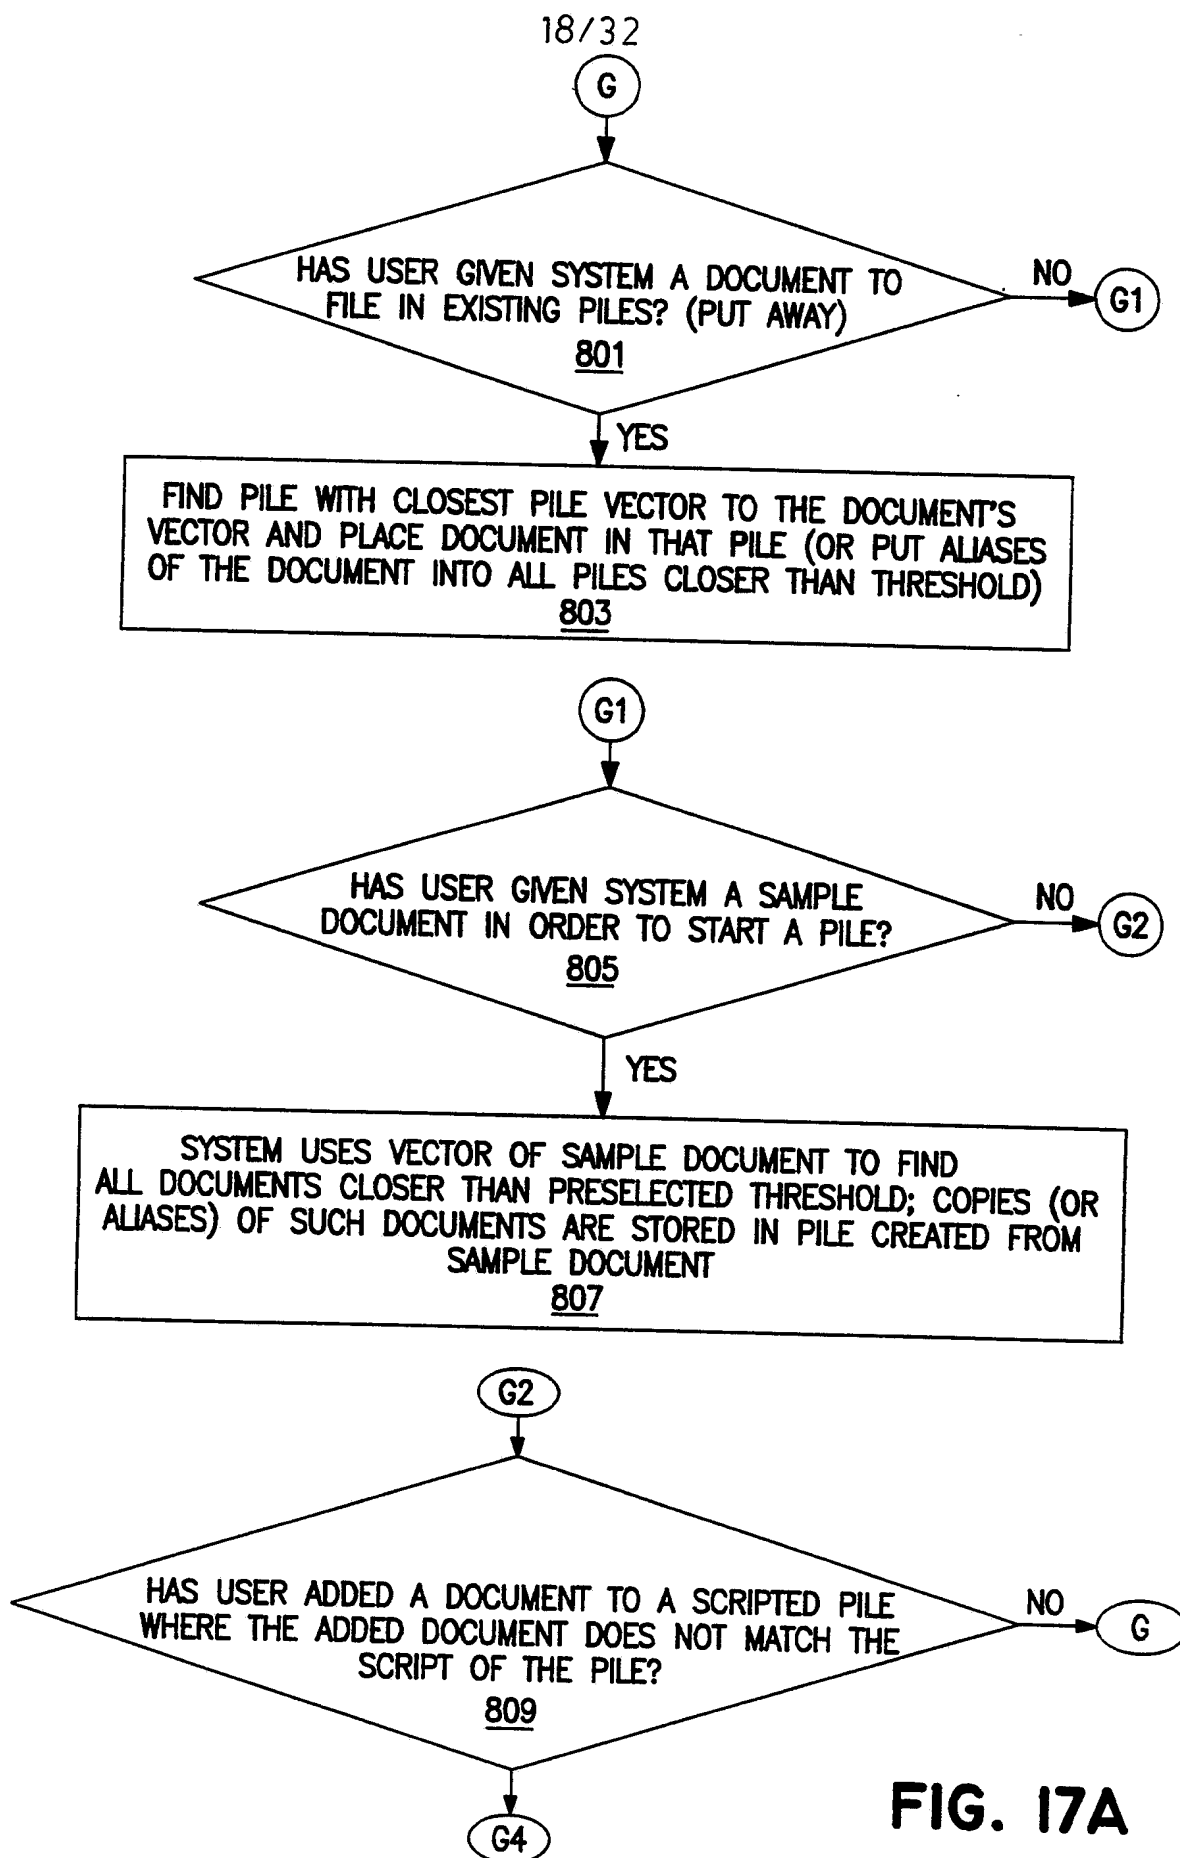 18/32
G
HAS USER GIVEN SYSTEM A DOCUMENT TO
FILE IN EXISTING PILES? (PUT AWAY)
801
NO
G1
YES
FIND PILE WITH CLOSEST PILE VECTOR TO THE DOCUMENT'S
VECTOR AND PLACE DOCUMENT IN THAT PILE (OR PUT ALIASES
OF THE DOCUMENT INTO ALL PILES CLOSER THAN THRESHOLD)
803
G1
HAS USER GIVEN SYSTEM A SAMPLE
DOCUMENT IN ORDER TO START A PILE?
805
NO
G2
YES
SYSTEM USES VECTOR OF SAMPLE DOCUMENT TO FIND
ALL DOCUMENTS CLOSER THAN PRESELECTED THRESHOLD; COPIES (OR
ALIASES) OF SUCH DOCUMENTS ARE STORED IN PILE CREATED FROM
SAMPLE DOCUMENT
807
G2
HAS USER ADDED A DOCUMENT TO A SCRIPTED PILE
WHERE THE ADDED DOCUMENT DOES NOT MATCH THE
SCRIPT OF THE PILE?
809
NO
G
G4
FIG. 17A